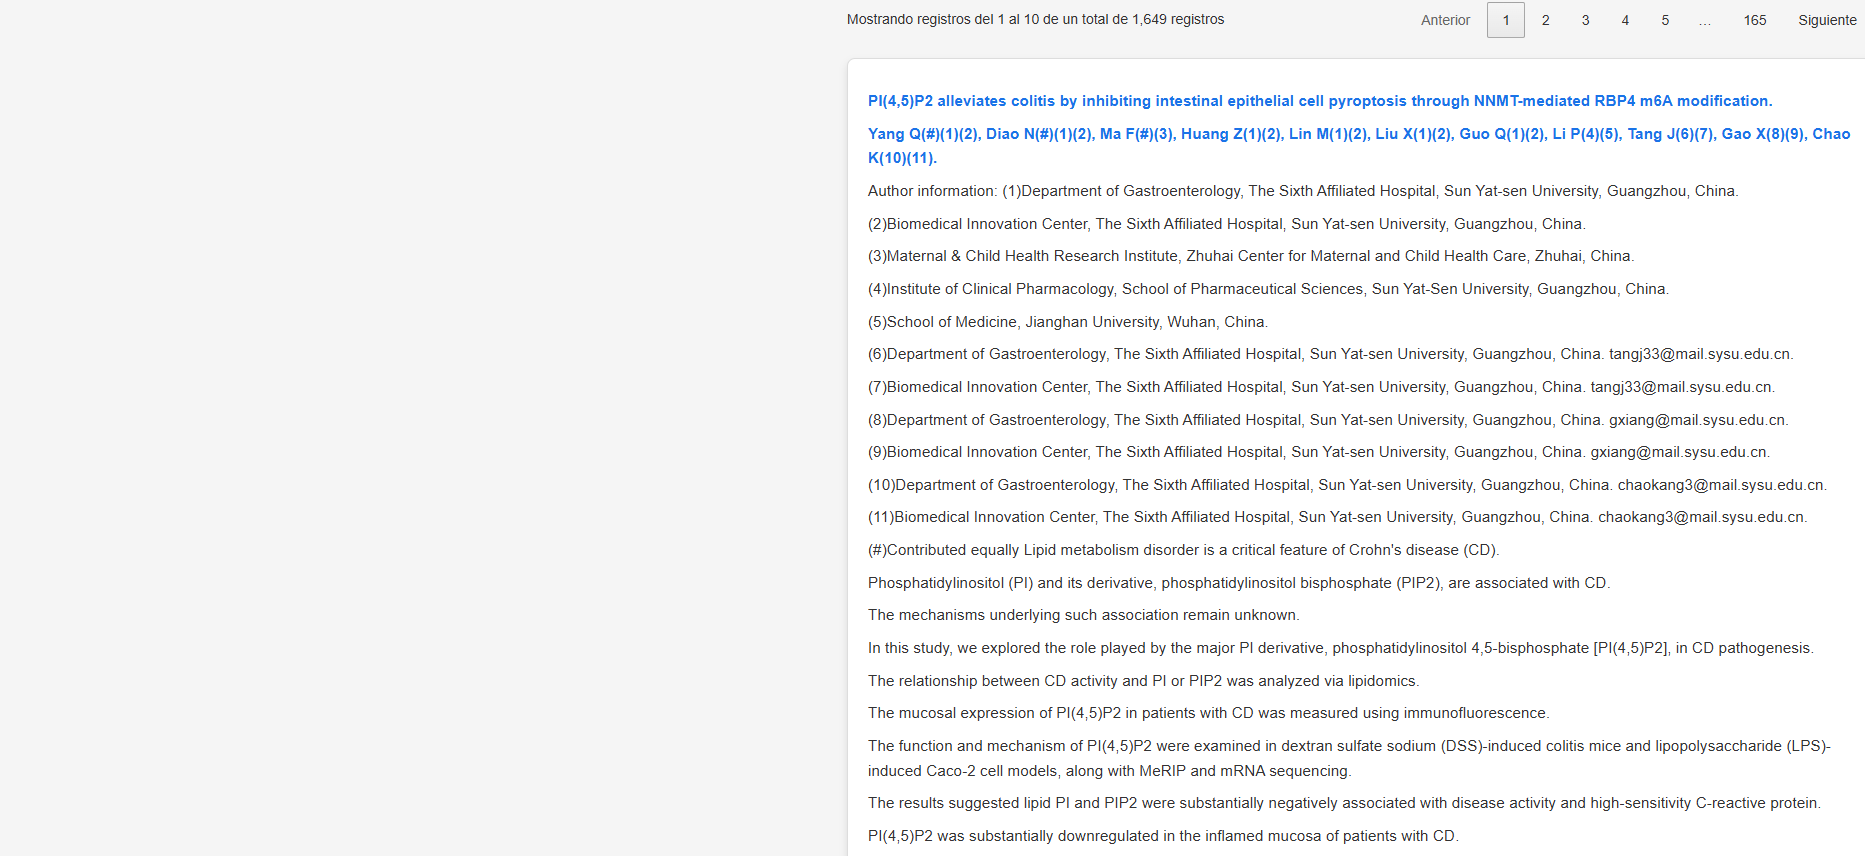 Mostrando registros del 1 al 10 de un total de 1,649 registros
Anterior 1 2 3 4 5 … 165 Siguiente
PI(4,5)P2 alleviates colitis by inhibiting intestinal epithelial cell pyroptosis through NNMT-mediated RBP4 m6A modification.
Yang Q(#)(1)(2), Diao N(#)(1)(2), Ma F(#)(3), Huang Z(1)(2), Lin M(1)(2), Liu X(1)(2), Guo Q(1)(2), Li P(4)(5), Tang J(6)(7), Gao X(8)(9), Chao
K(10)(11).
Author information: (1)Department of Gastroenterology, The Sixth Affiliated Hospital, Sun Yat-sen University, Guangzhou, China.
(2)Biomedical Innovation Center, The Sixth Affiliated Hospital, Sun Yat-sen University, Guangzhou, China.
(3)Maternal & Child Health Research Institute, Zhuhai Center for Maternal and Child Health Care, Zhuhai, China.
(4)Institute of Clinical Pharmacology, School of Pharmaceutical Sciences, Sun Yat-Sen University, Guangzhou, China.
(5)School of Medicine, Jianghan University, Wuhan, China.
(6)Department of Gastroenterology, The Sixth Affiliated Hospital, Sun Yat-sen University, Guangzhou, China. tangj33@mail.sysu.edu.cn.
(7)Biomedical Innovation Center, The Sixth Affiliated Hospital, Sun Yat-sen University, Guangzhou, China. tangj33@mail.sysu.edu.cn.
(8)Department of Gastroenterology, The Sixth Affiliated Hospital, Sun Yat-sen University, Guangzhou, China. gxiang@mail.sysu.edu.cn.
(9)Biomedical Innovation Center, The Sixth Affiliated Hospital, Sun Yat-sen University, Guangzhou, China. gxiang@mail.sysu.edu.cn.
(10)Department of Gastroenterology, The Sixth Affiliated Hospital, Sun Yat-sen University, Guangzhou, China. chaokang3@mail.sysu.edu.cn.
(11)Biomedical Innovation Center, The Sixth Affiliated Hospital, Sun Yat-sen University, Guangzhou, China. chaokang3@mail.sysu.edu.cn.
(#)Contributed equally Lipid metabolism disorder is a critical feature of Crohn's disease (CD).
Phosphatidylinositol (PI) and its derivative, phosphatidylinositol bisphosphate (PIP2), are associated with CD.
The mechanisms underlying such association remain unknown.
In this study, we explored the role played by the major PI derivative, phosphatidylinositol 4,5-bisphosphate [PI(4,5)P2], in CD pathogenesis.
The relationship between CD activity and PI or PIP2 was analyzed via lipidomics.
The mucosal expression of PI(4,5)P2 in patients with CD was measured using immunofluorescence.
The function and mechanism of PI(4,5)P2 were examined in dextran sulfate sodium (DSS)-induced colitis mice and lipopolysaccharide (LPS)-
induced Caco-2 cell models, along with MeRIP and mRNA sequencing.
The results suggested lipid PI and PIP2 were substantially negatively associated with disease activity and high-sensitivity C-reactive protein.
PI(4,5)P2 was substantially downregulated in the inflamed mucosa of patients with CD.